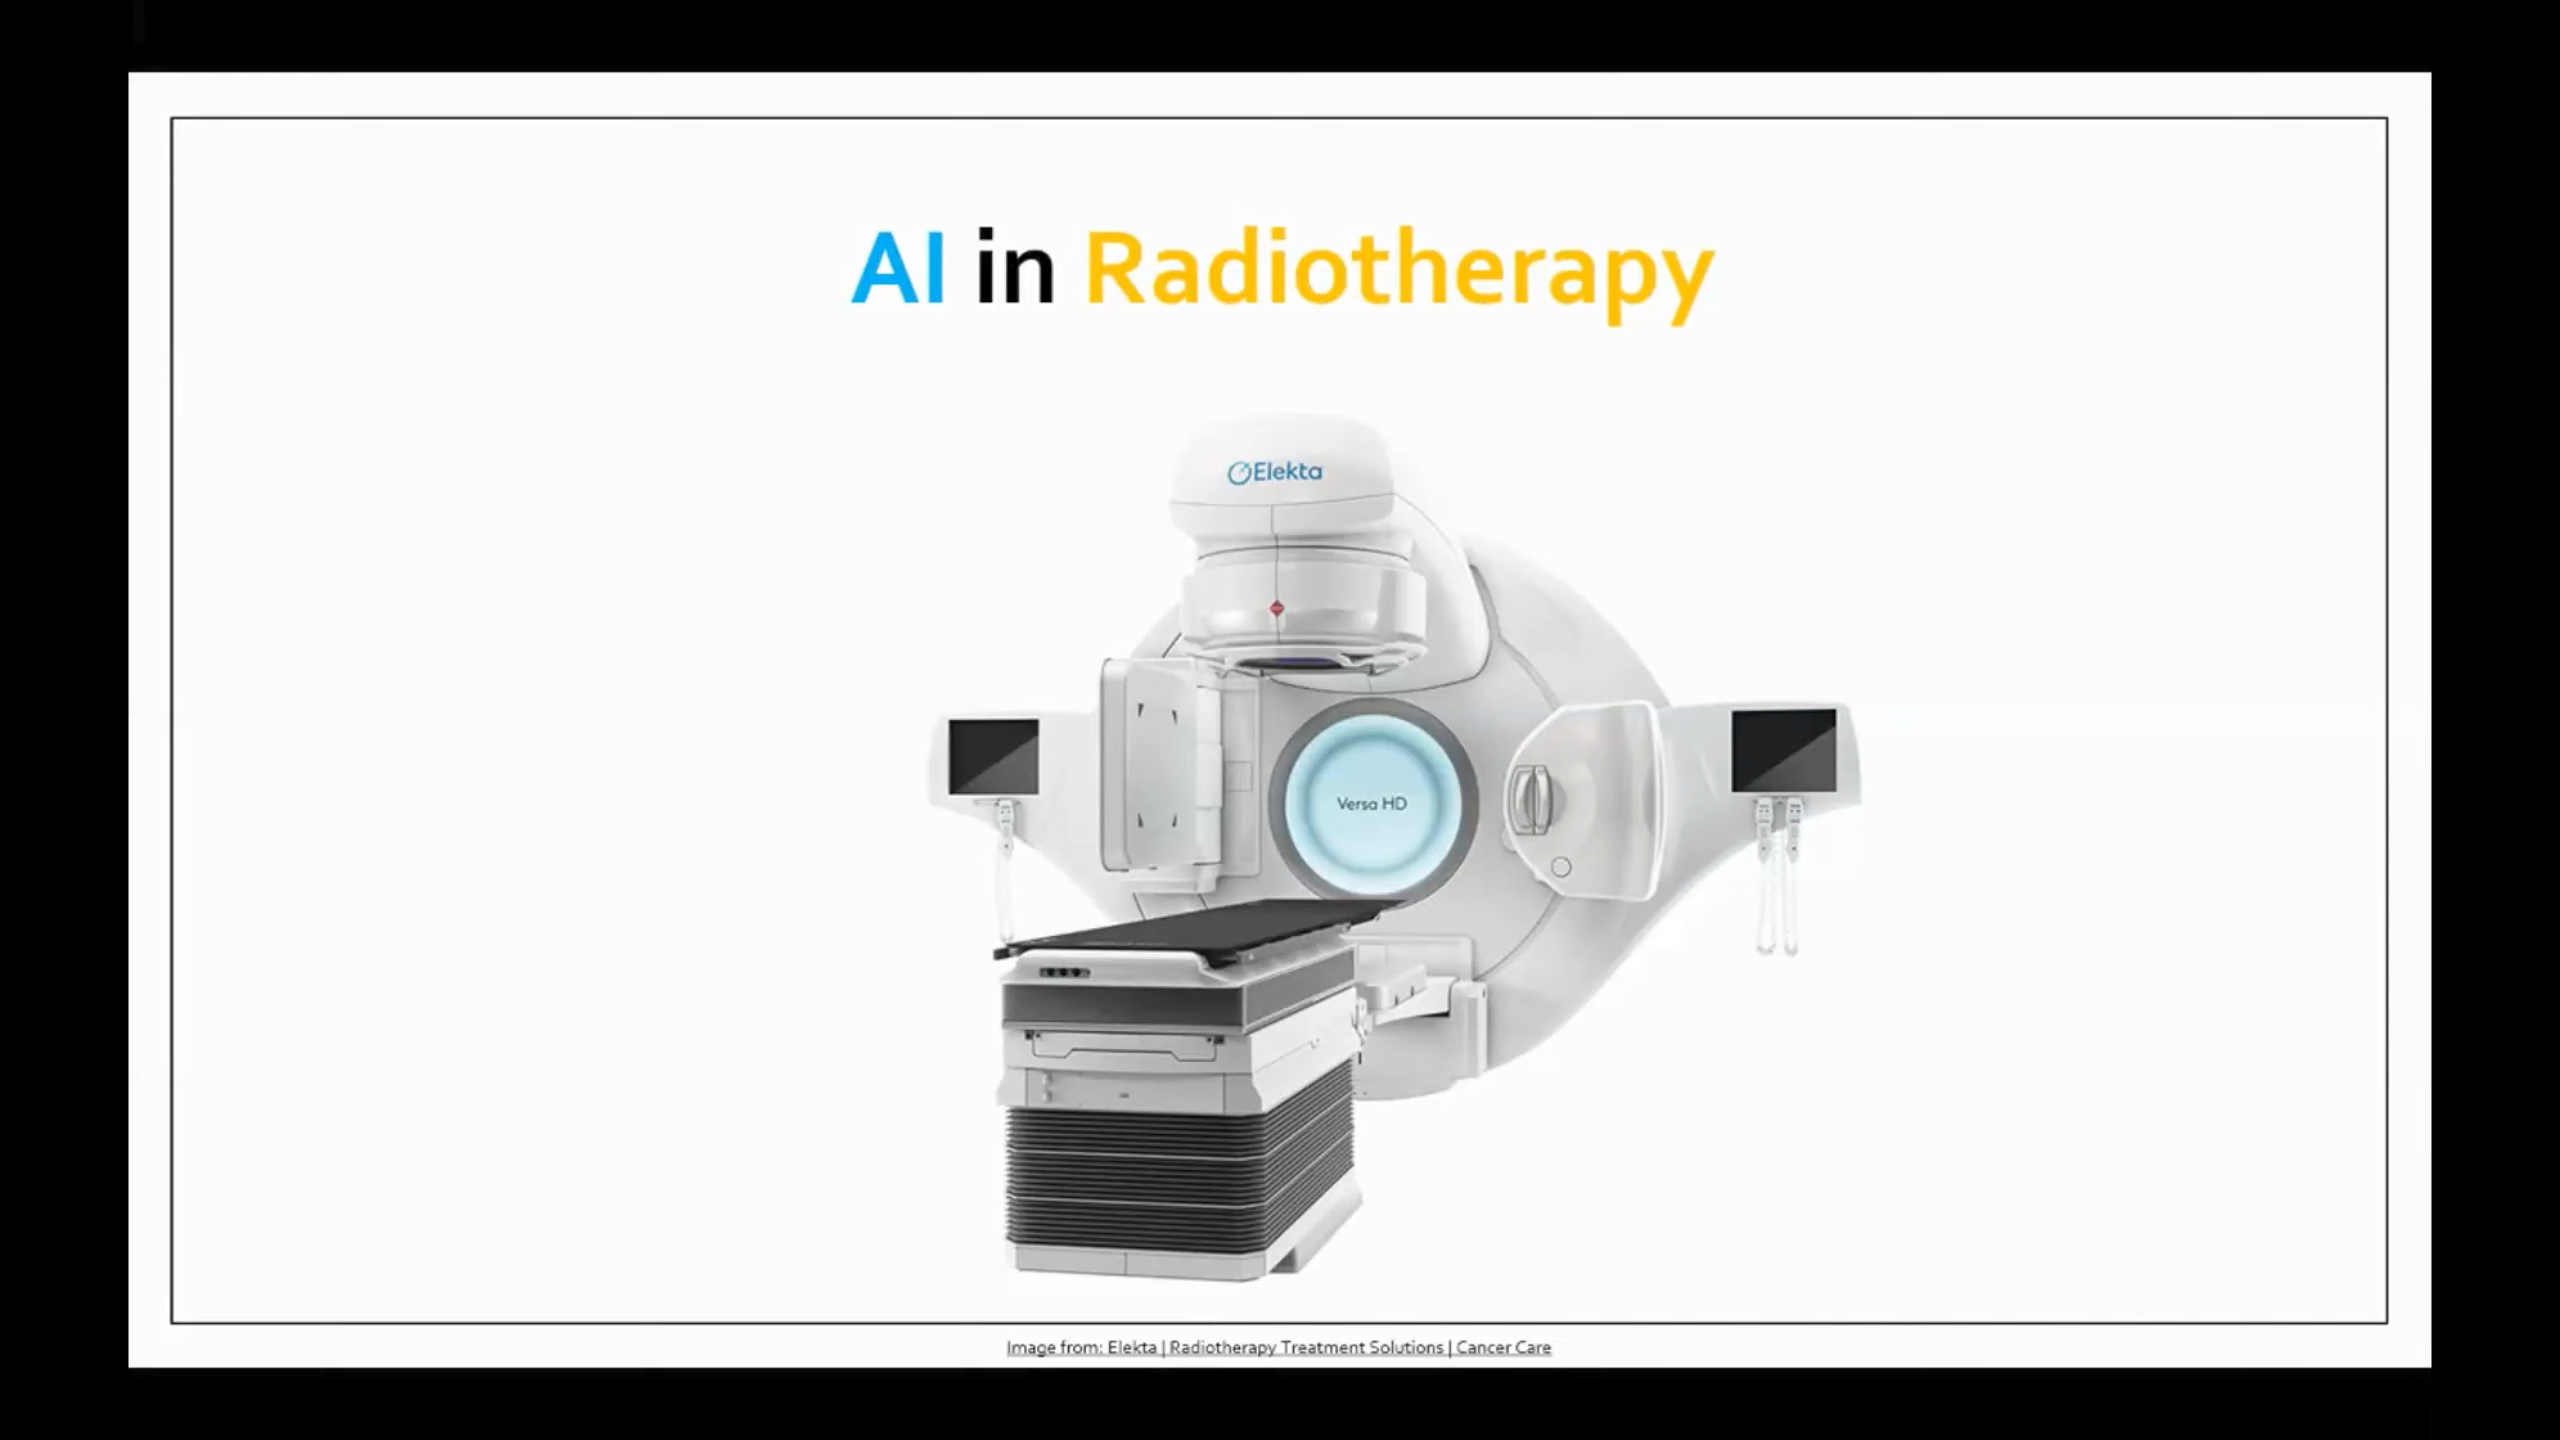 AI in Radiotherapy
Elekta
Versa HD
Image from: Elekta | Radiotherapy Treatment Solutions | Cancer Care